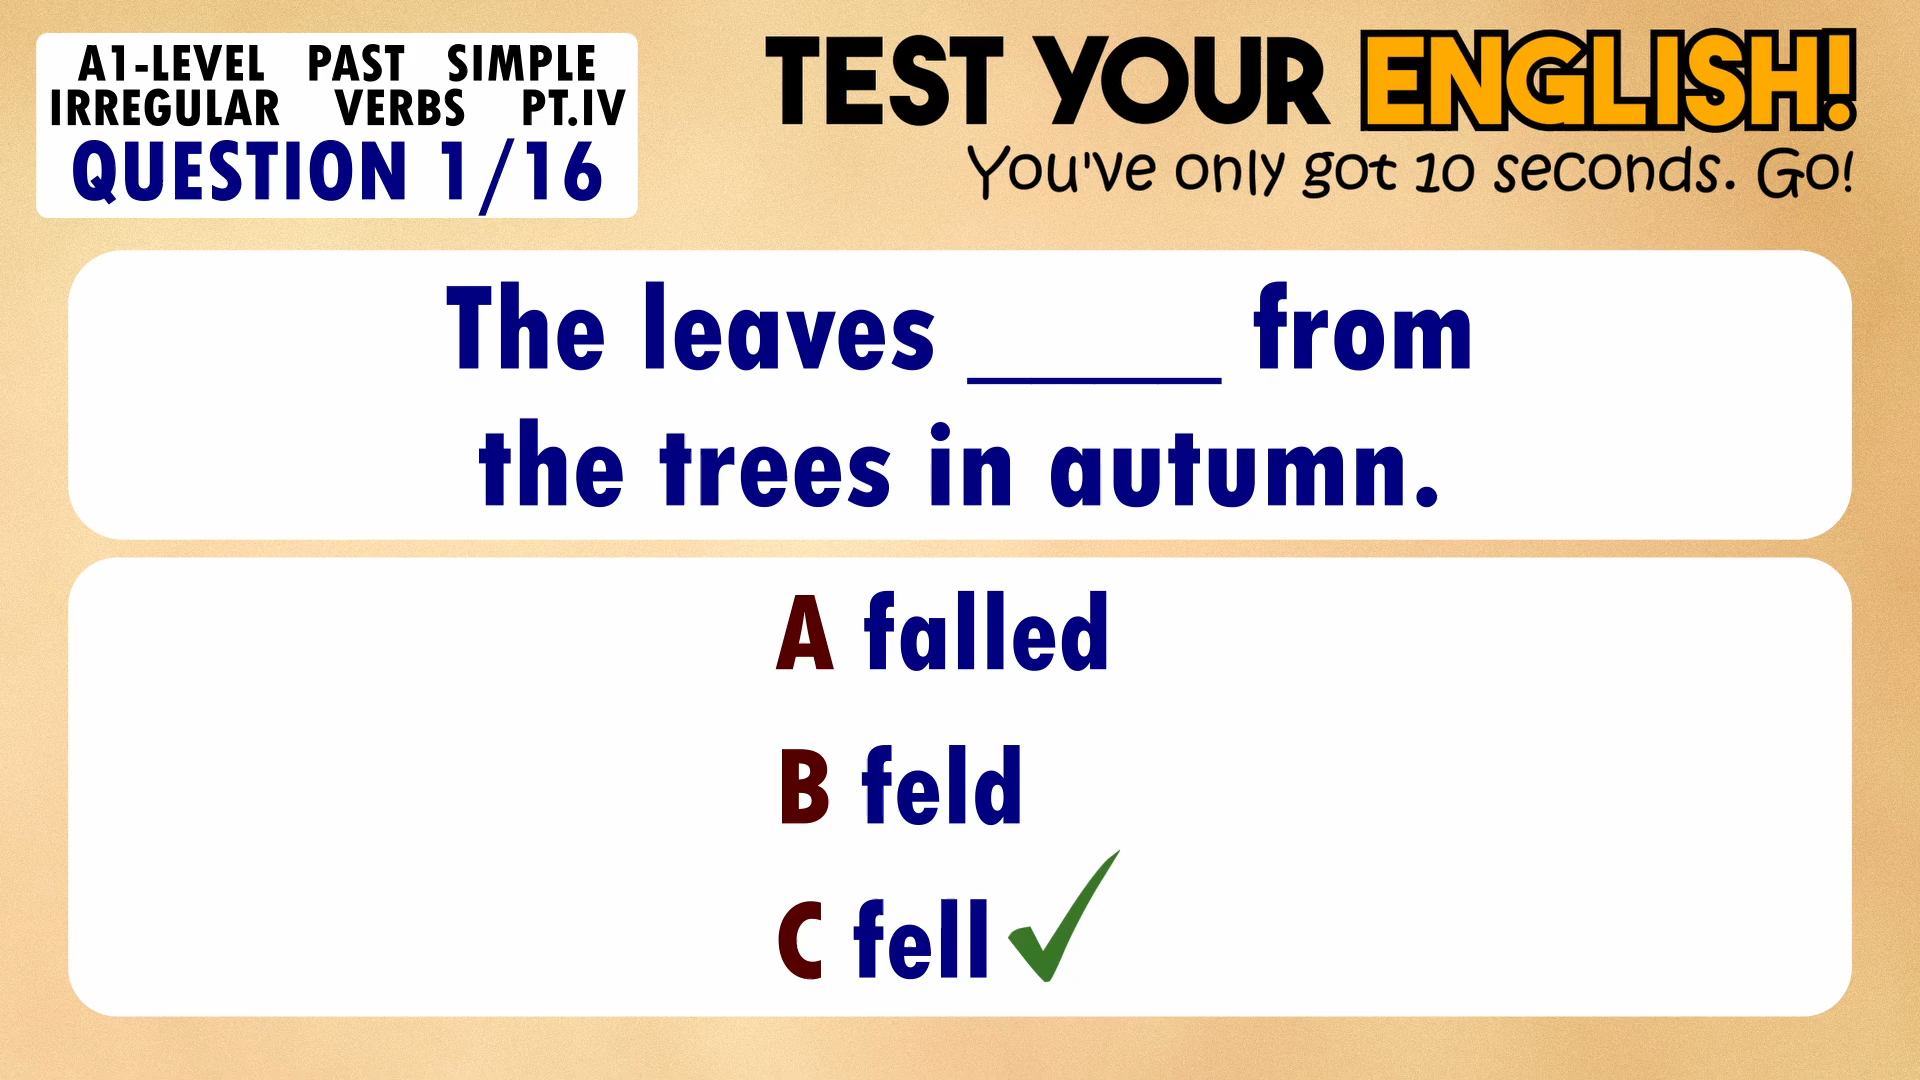 A1-LEVEL PAST SIMPLE
IRREGULAR VERBS PT.IV
QUESTION 1/16
TEST YOUR ENGLISH!
You've only got 10 seconds. Go!
The leaves ______ from
the trees in autumn.
A falled
B feld
C fell